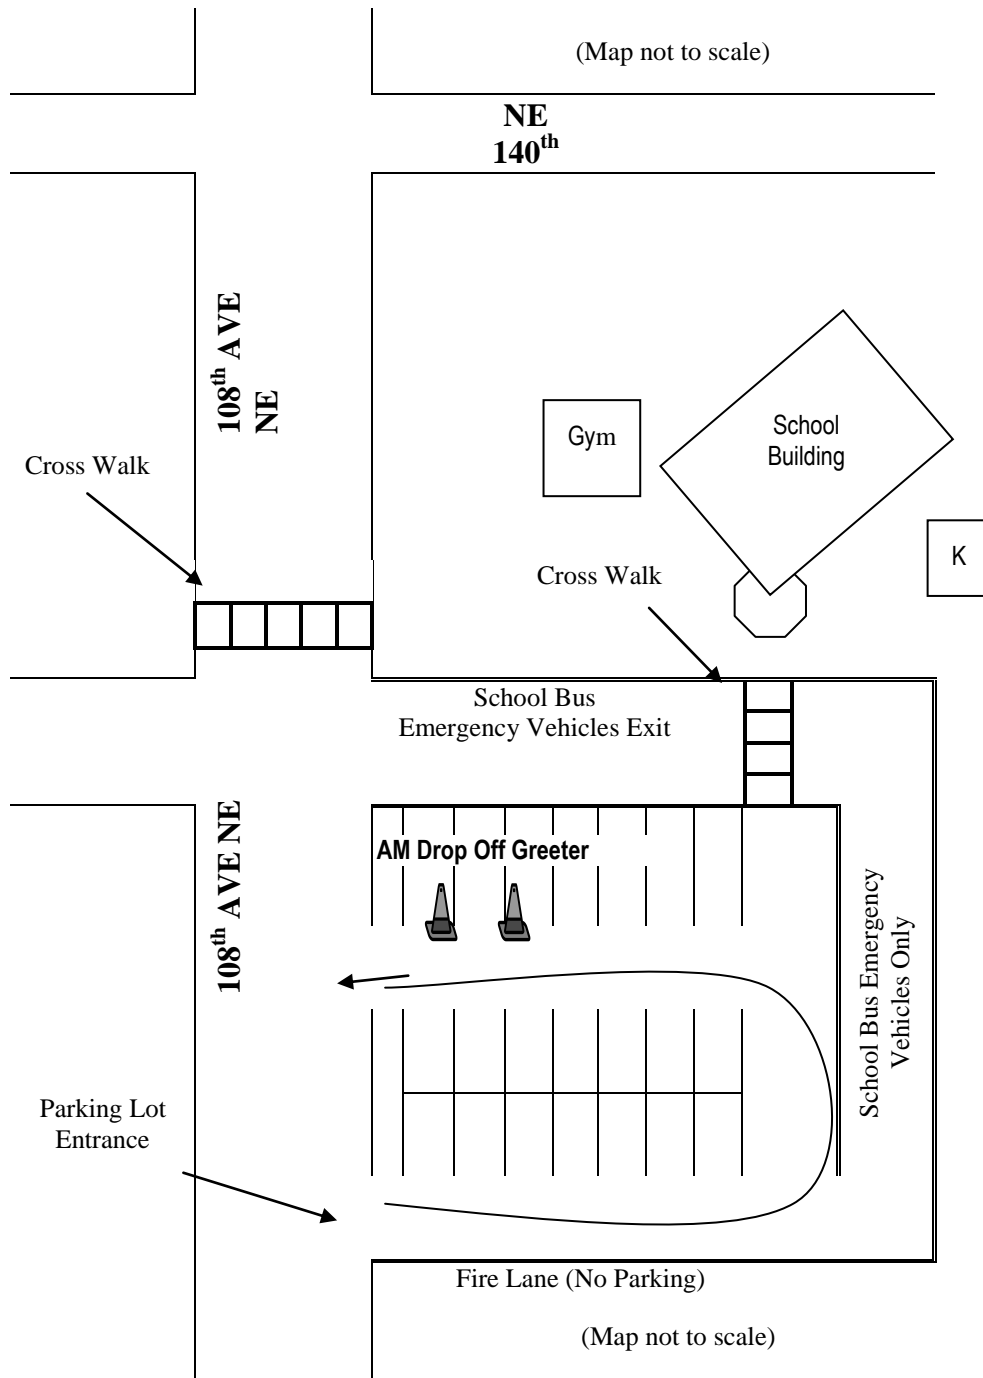 (Map not to scale)
NE
140th
108th AVE
NE
Gym
School
Building
Cross Walk
K
Cross Walk
School Bus
Emergency Vehicles Exit
108th AVE NE
AM Drop Off Greeter
School Bus Emergency
Vehicles Only
Parking Lot
Entrance
Fire Lane (No Parking)
(Map not to scale)